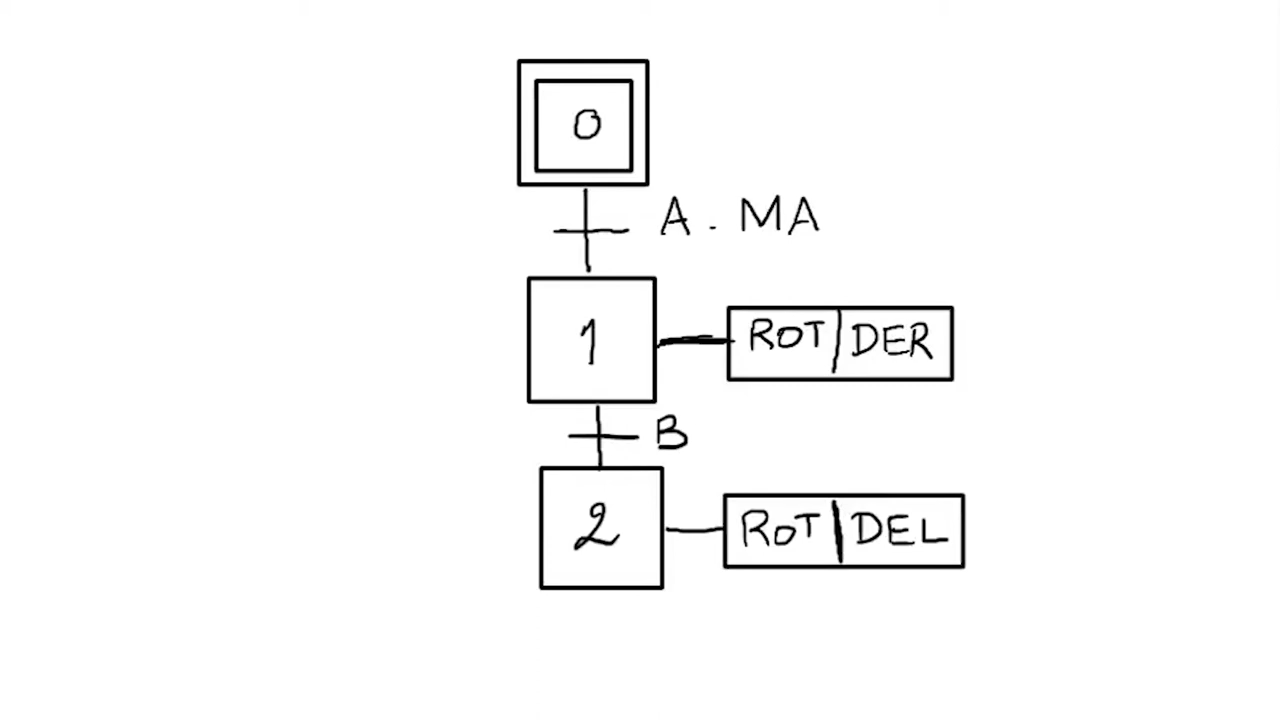 0
A . MA
1
ROT | DER
B
2
ROT | DEL